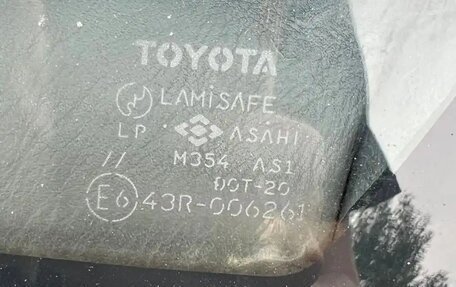 TOYOTA
LAMISAFE
LP ASAHI
// M354 AS1
DOT-20
E6 43R-006261